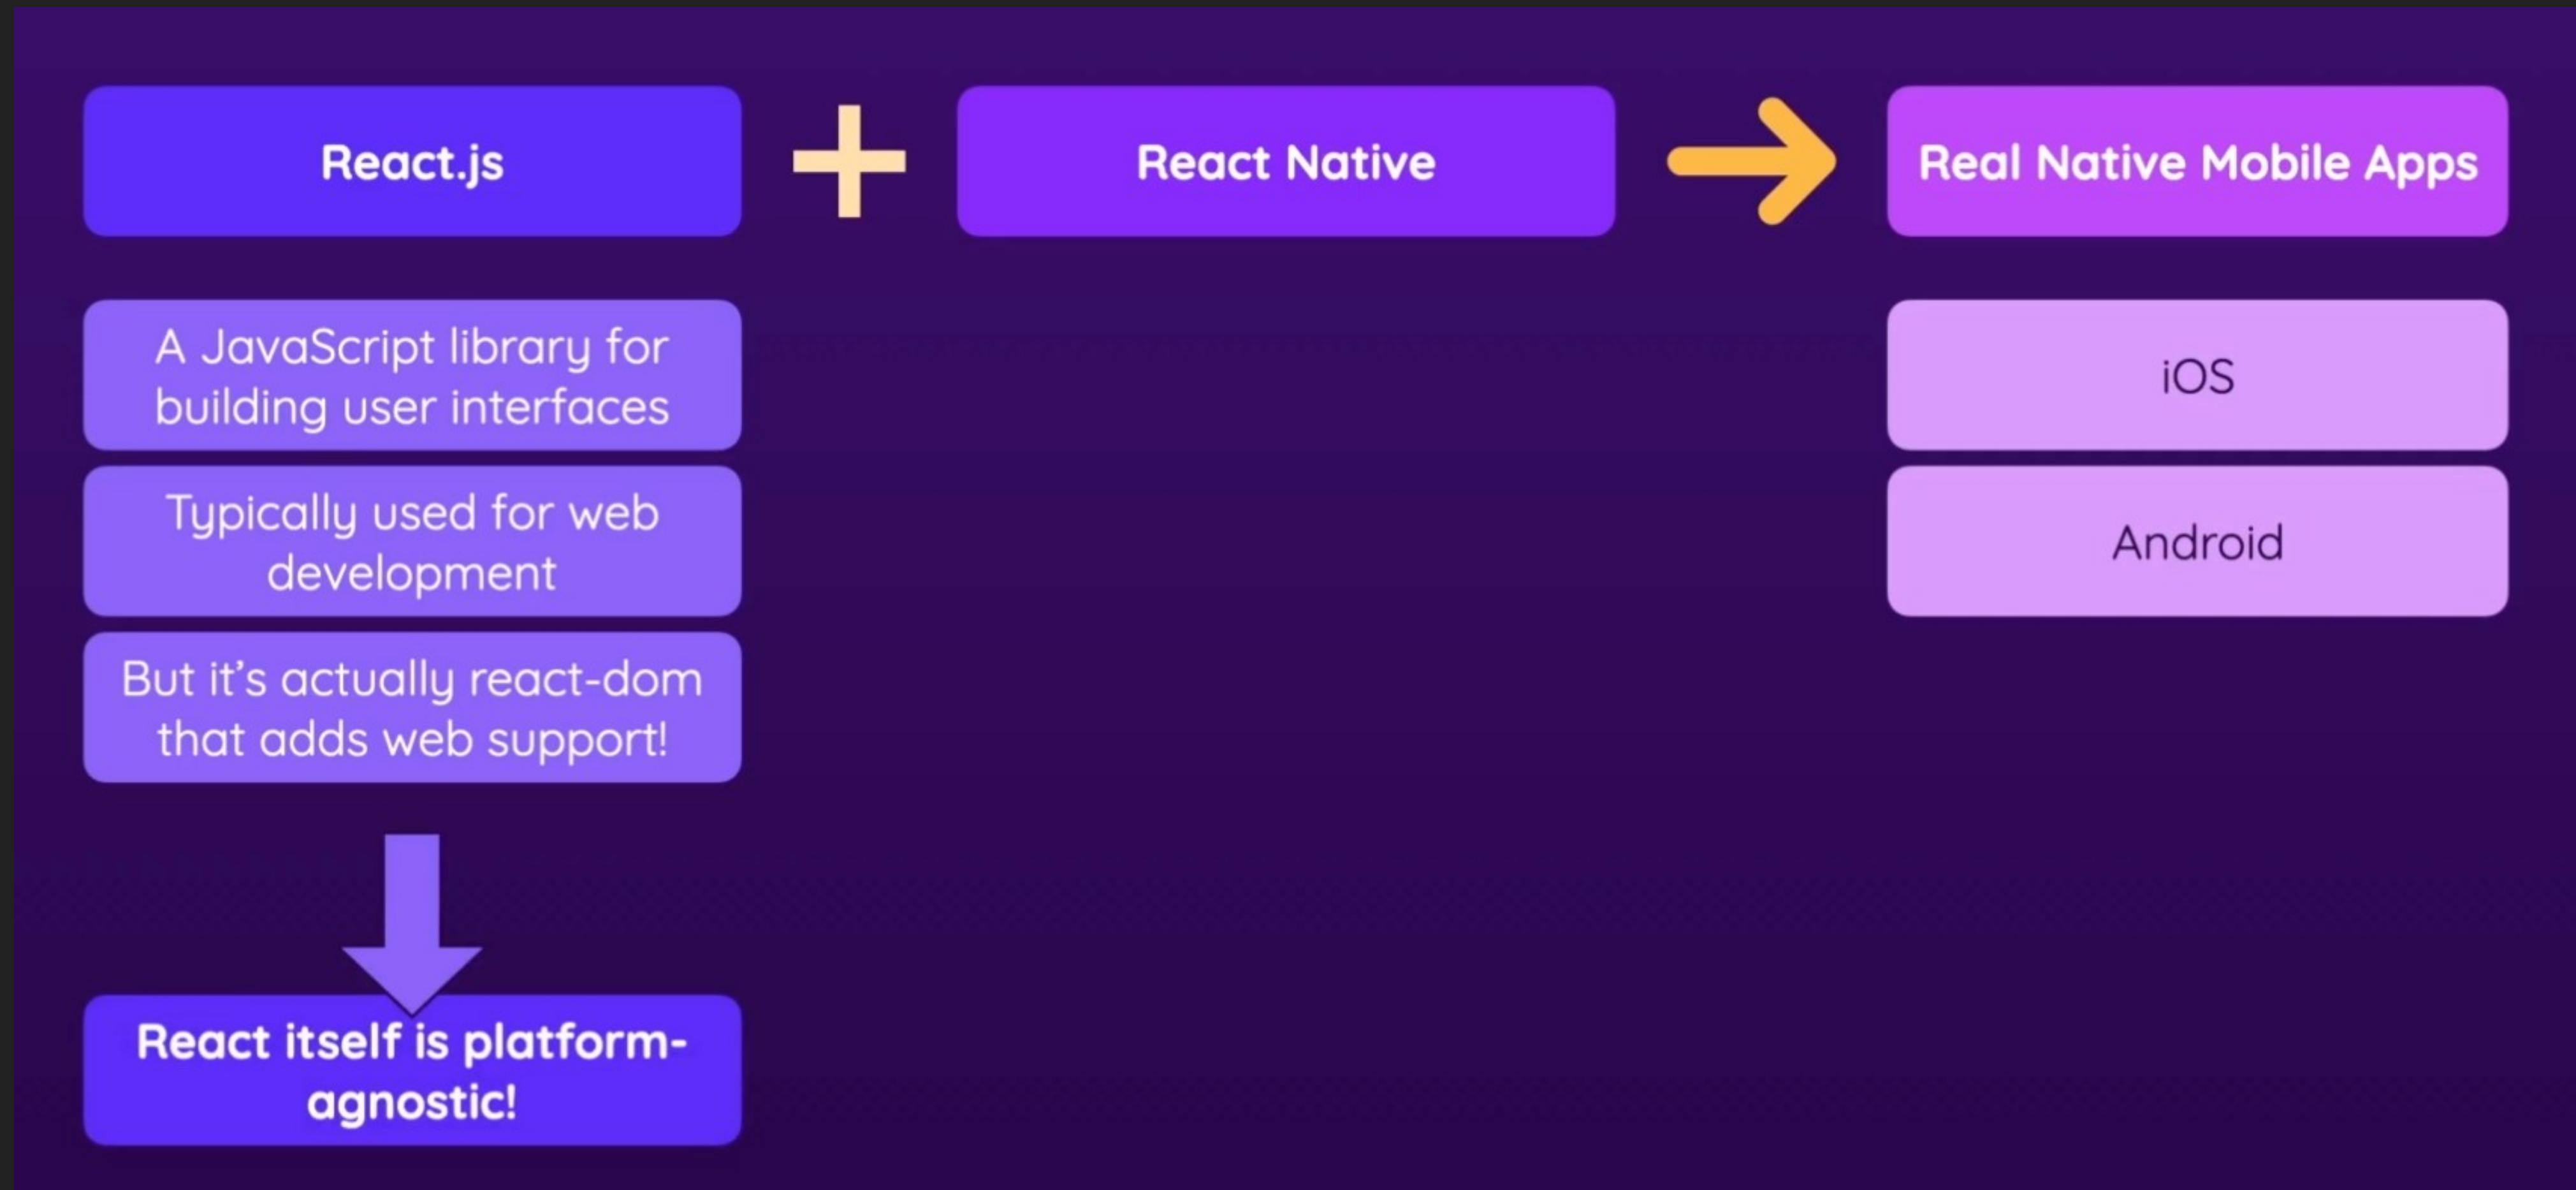 React.js
React Native
Real Native Mobile Apps
A JavaScript library for
building user interfaces
Typically used for web
development
But it’s actually react-dom
that adds web support!
React itself is platform-
agnostic!
iOS
Android